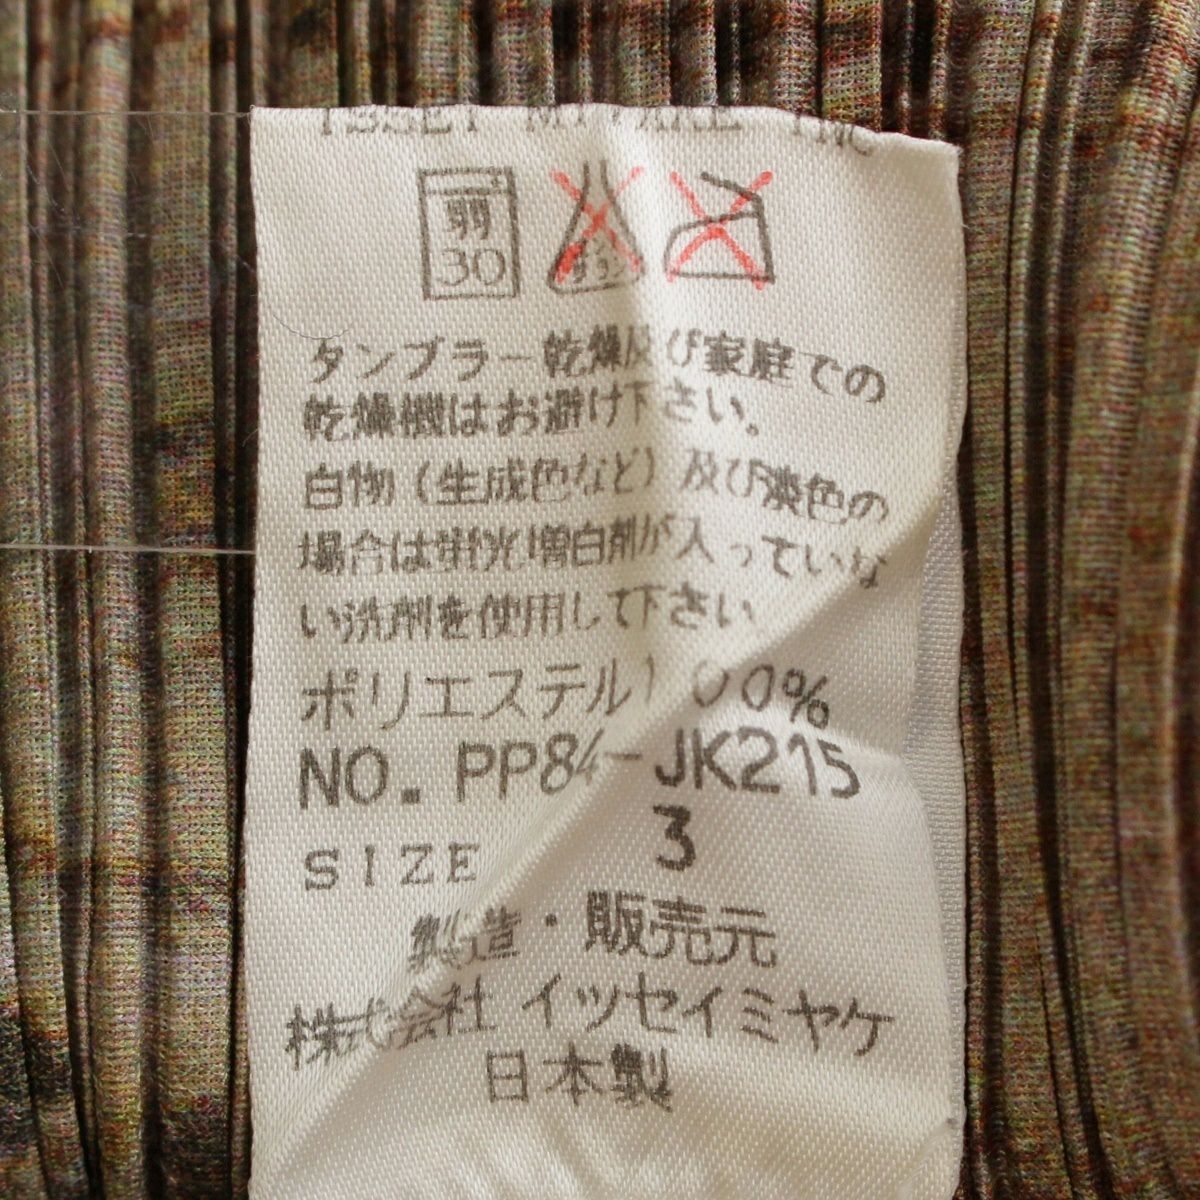 ISSEY MIYAKE INC
弱
30
タンブラー乾燥及び家庭での
乾燥機はお避け下さい。
白物(生成色など)及び淡色の
場合は蛍光増白剤が入っていな
い洗剤を使用して下さい
ポリエステル100%
NO. PP84-JK215
SIZE 3
製造・販売元
株式会社 イッセイミヤケ
日本製